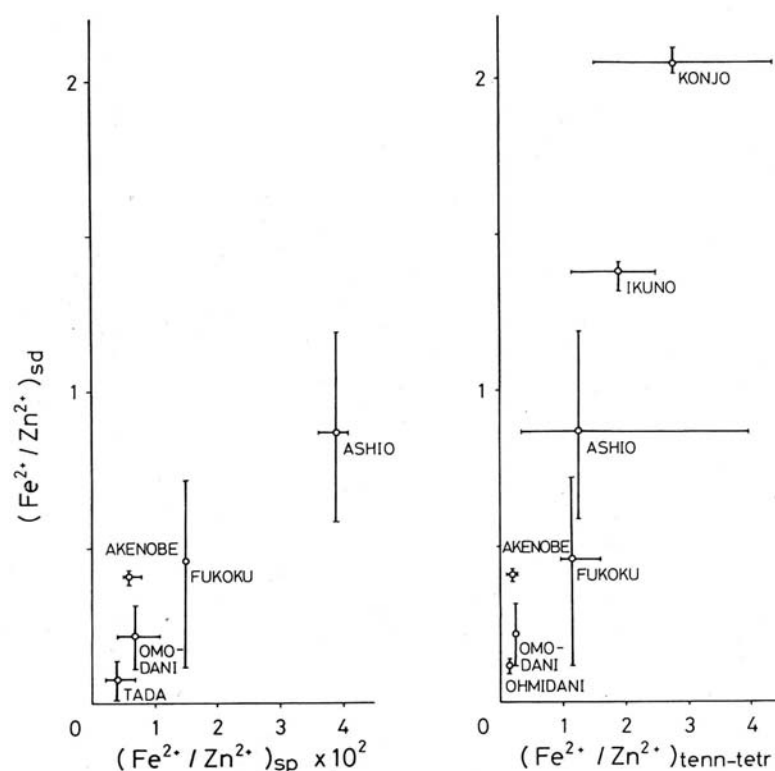 2
1
0
1
2
3
4
(Fe²⁺/Zn²⁺)sd
AKENOBE
FUKOKU
ASHIO
OMO-
DANI
TADA
(Fe²⁺/Zn²⁺)sp ×10²
2
1
0
1
2
3
4
KONJO
IKUNO
ASHIO
AKENOBE
FUKOKU
OMO-
DANI
OHMIDANI
(Fe²⁺/Zn²⁺)tenn-tetr